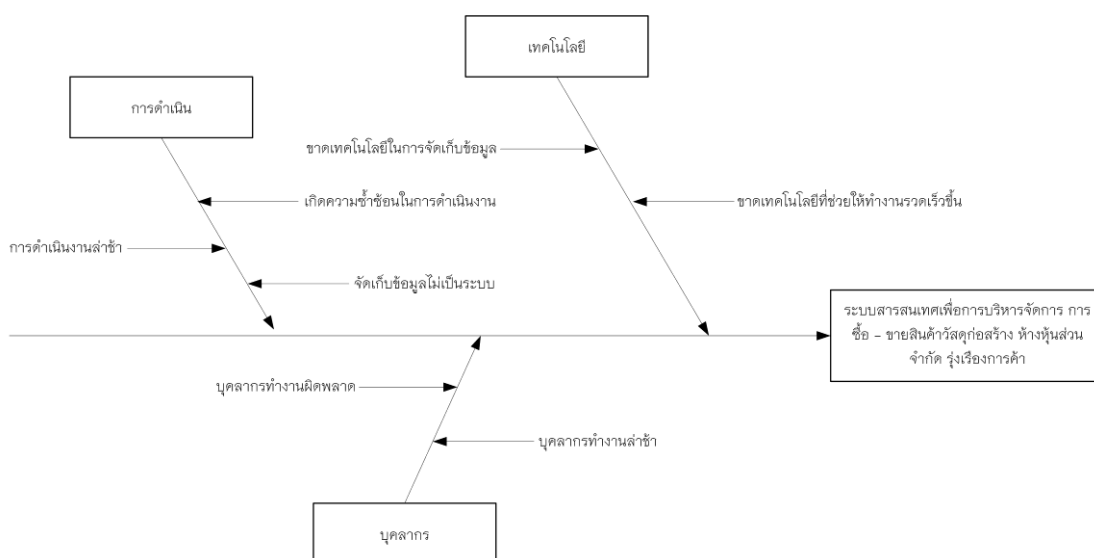 เทคโนโลยี
การดำเนิน
ขาดเทคโนโลยีในการจัดเก็บข้อมูล
เกิดความซ้ำซ้อนในการดำเนินงาน
ขาดเทคโนโลยีที่ช่วยให้ทำงานรวดเร็วขึ้น
การดำเนินงานล่าช้า
จัดเก็บข้อมูลไม่เป็นระบบ
ระบบสารสนเทศเพื่อการบริหารจัดการ การ
ซื้อ - ขายสินค้าวัสดุก่อสร้าง ห้างหุ้นส่วน
จำกัด รุ่งเรืองการค้า
บุคลากรทำงานผิดพลาด
บุคลากรทำงานล่าช้า
บุคลากร